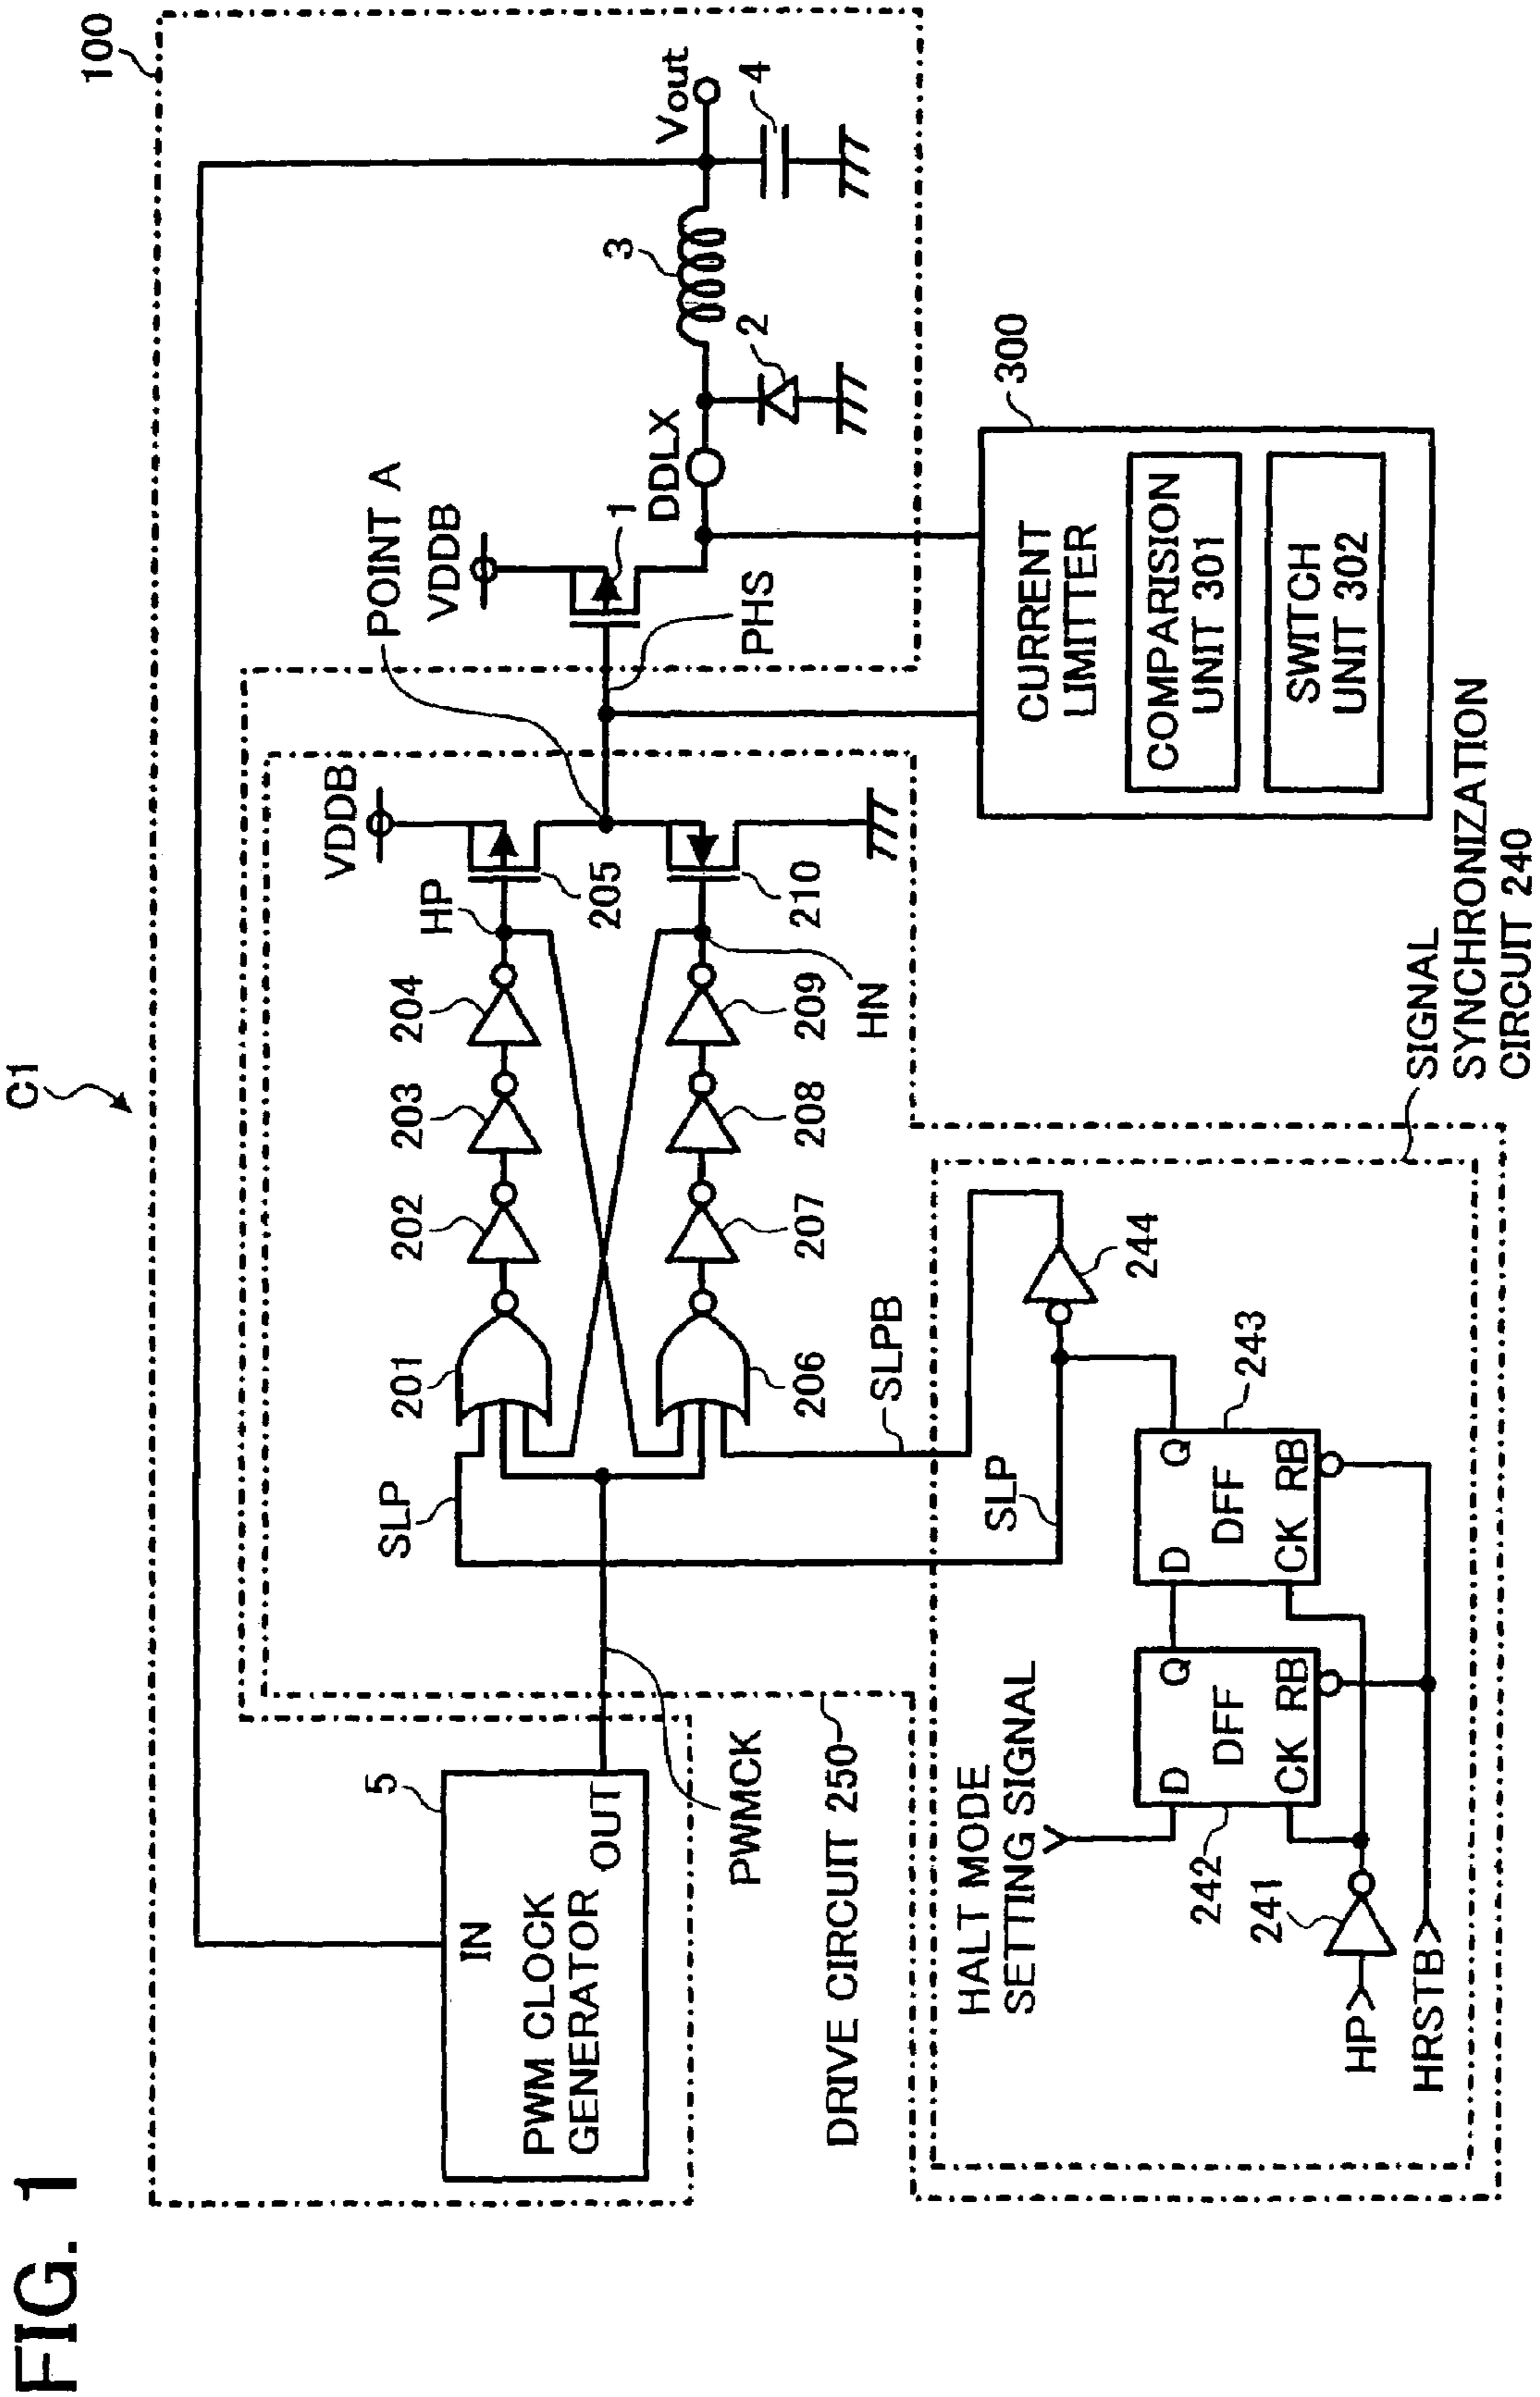 FIG. 1
C1
100
5
IN
PWM CLOCK
GENERATOR
OUT
PWMCK
SLP
201
202
203
204
HP
VDDB
205
POINT A
VDDB
1
PHS
DDLX
2
3
Vout
4
206
207
208
209
HN
210
SLPB
DRIVE CIRCUIT 250
HALT MODE
SETTING SIGNAL
SLP
244
D
Q
DFF
CK
RB
242
D
Q
DFF
CK
RB
243
241
HP
HRSTB
SIGNAL
SYNCHRONIZATION
CIRCUIT 240
300
CURRENT
LIMITTER
COMPARISION
UNIT 301
SWITCH
UNIT 302